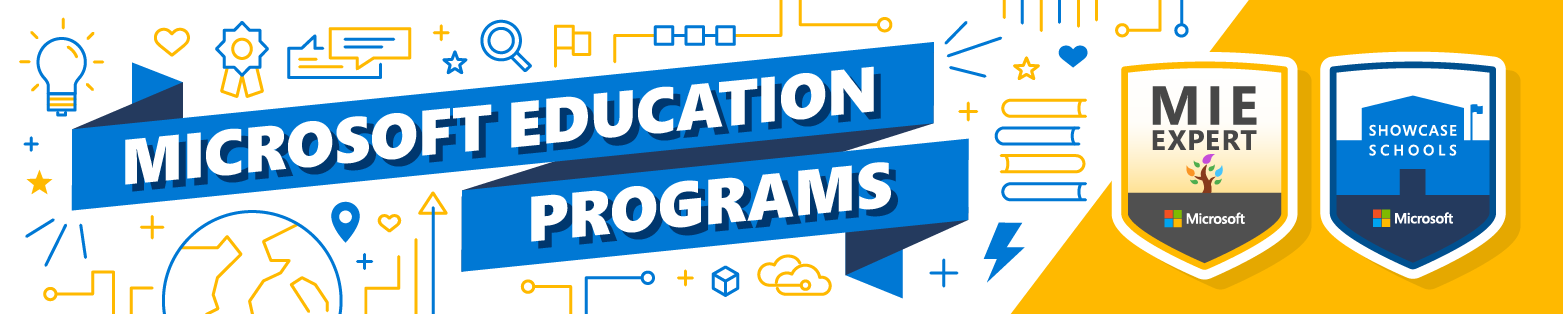 MICROSOFT EDUCATION
PROGRAMS
MIE
EXPERT
Microsoft
SHOWCASE
SCHOOLS
Microsoft